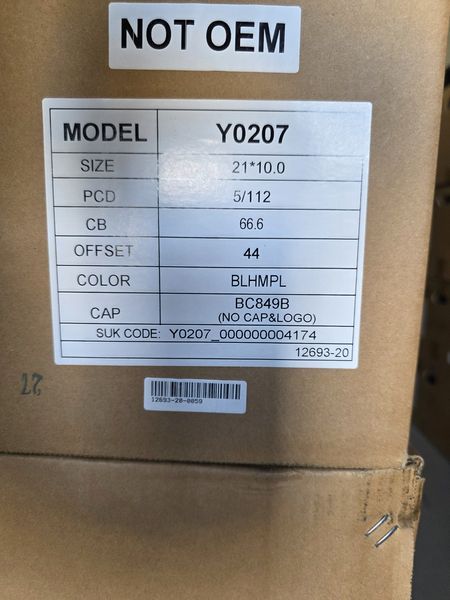 NOT OEM
MODEL Y0207
SIZE 21*10.0
PCD 5/112
CB 66.6
OFFSET 44
COLOR BLHMPL
CAP BC849B
(NO CAP&LOGO)
SUK CODE: Y0207_000000004174
12693-20
27
12693-20-0059